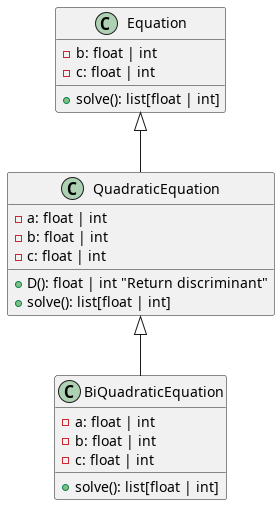 C Equation
b: float | int
c: float | int
solve(): list[float | int]
C QuadraticEquation
a: float | int
b: float | int
c: float | int
D(): float | int "Return discriminant"
solve(): list[float | int]
C BiQuadraticEquation
a: float | int
b: float | int
c: float | int
solve(): list[float | int]